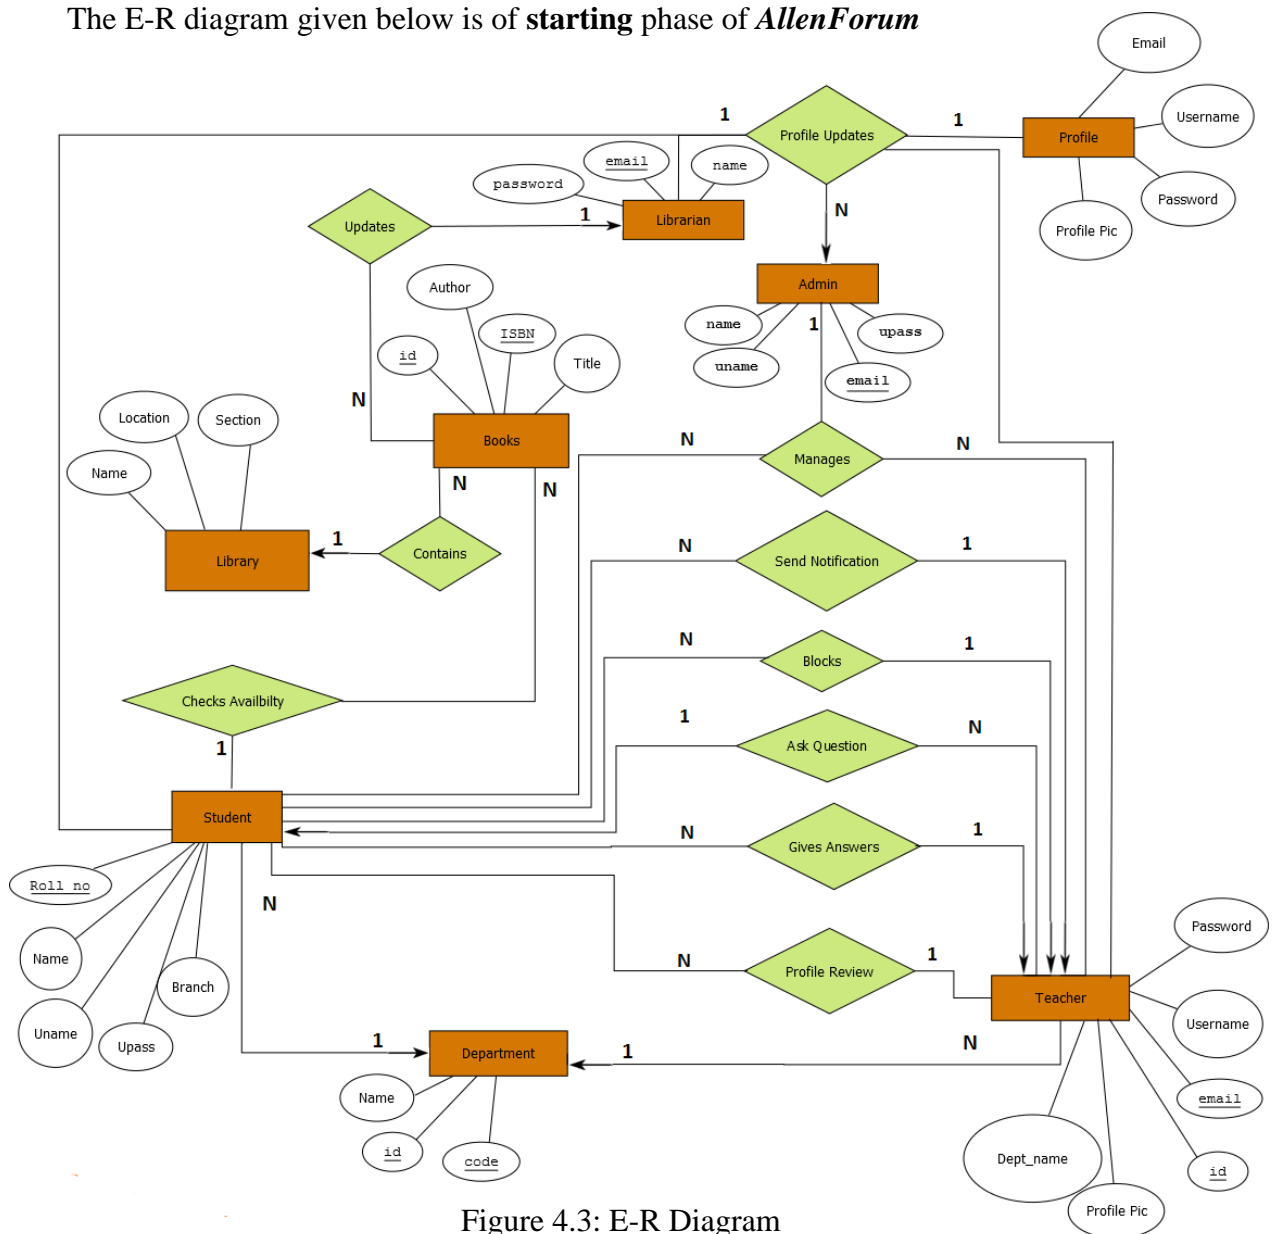 The E-R diagram given below is of starting phase of AllenForum
Email
1
Profile Updates
1
Profile
Username
email
name
password
Password
N
Librarian
1
Updates
Profile Pic
Admin
Author
name
1
upass
ISBN
id
Title
uname
email
N
Location
Section
Books
N
Manages
N
Name
N
N
1
Library
Contains
N
Send Notification
1
N
Blocks
1
Checks Availbilty
1
Ask Question
N
1
Student
N
Gives Answers
1
Roll no
N
Password
Name
N
Profile Review
1
Branch
Teacher
Uname
Upass
Username
1
Department
1
N
Name
email
id
code
Dept_name
id
Profile Pic
Figure 4.3: E-R Diagram